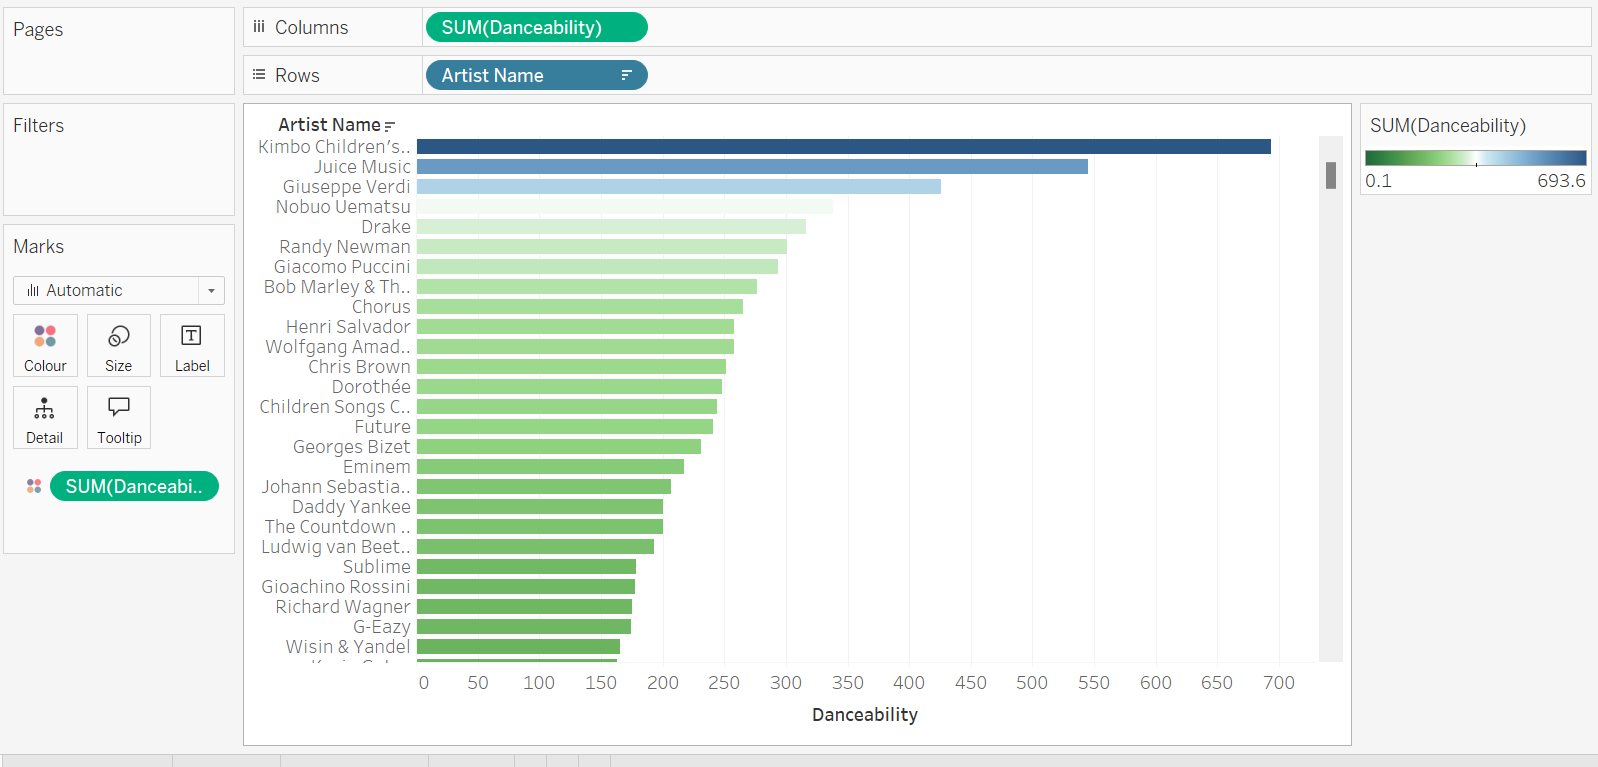 Pages
Columns
SUM(Danceability)
Rows
Artist Name
Filters
Marks
Automatic
Colour
Size
Label
Detail
Tooltip
SUM(Danceabi..
Artist Name
Kimbo Children's..
Juice Music
Giuseppe Verdi
Nobuo Uematsu
Drake
Randy Newman
Giacomo Puccini
Bob Marley & Th..
Chorus
Henri Salvador
Wolfgang Amad..
Chris Brown
Dorothée
Children Songs C..
Future
Georges Bizet
Eminem
Johann Sebastia..
Daddy Yankee
The Countdown ..
Ludwig van Beet..
Sublime
Gioachino Rossini
Richard Wagner
G-Eazy
Wisin & Yandel
0 50 100 150 200 250 300 350 400 450 500 550 600 650 700
Danceability
SUM(Danceability)
0.1 693.6